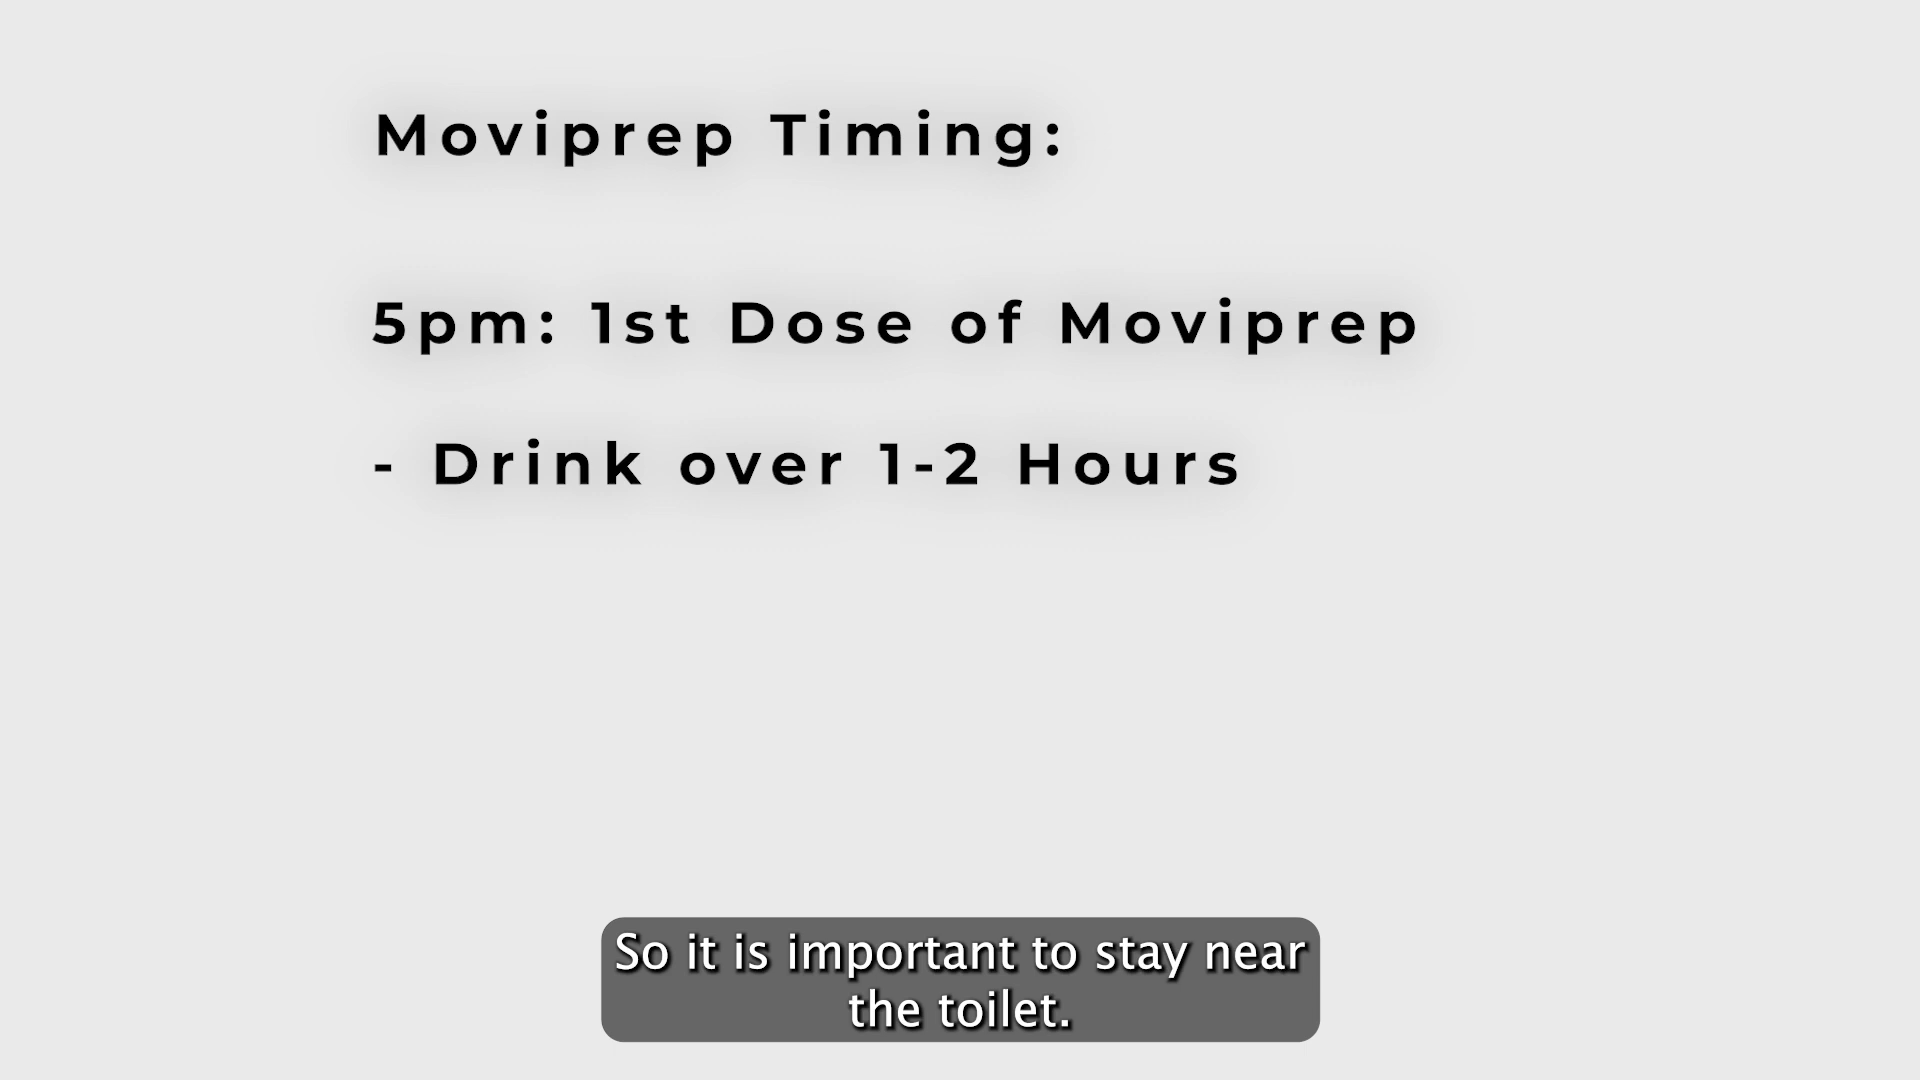 Moviprep Timing:
5pm: 1st Dose of Moviprep
- Drink over 1-2 Hours
So it is important to stay near
the toilet.